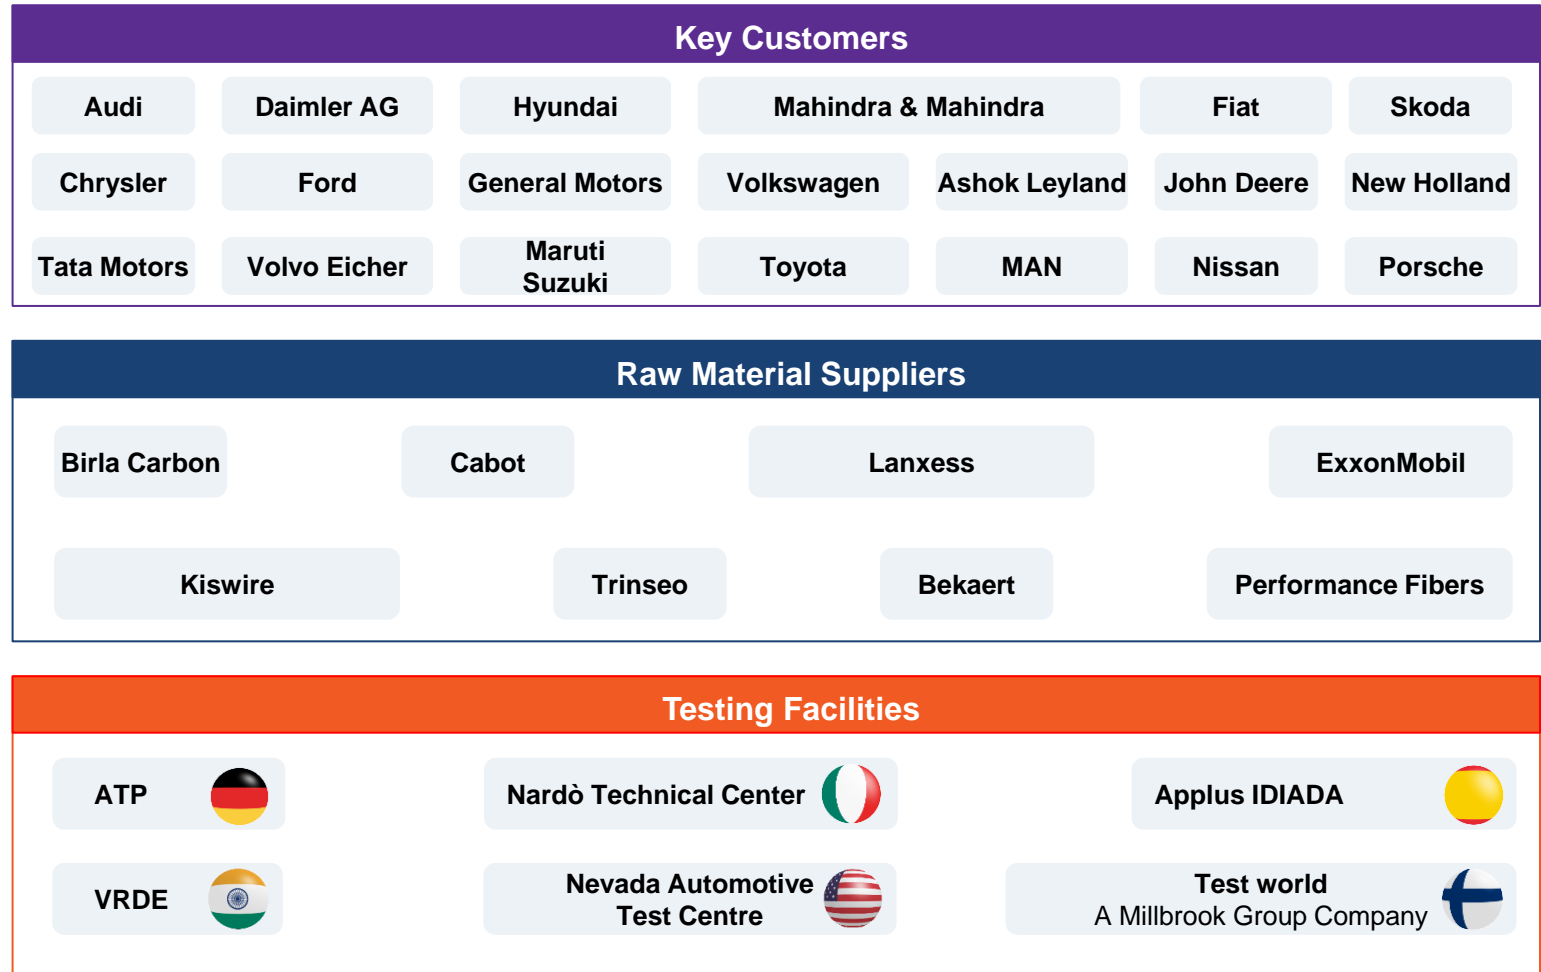 Key Customers
Audi
Daimler AG
Hyundai
Mahindra & Mahindra
Fiat
Skoda
Chrysler
Ford
General Motors
Volkswagen
Ashok Leyland
John Deere
New Holland
Tata Motors
Volvo Eicher
Maruti
Suzuki
Toyota
MAN
Nissan
Porsche
Raw Material Suppliers
Birla Carbon
Cabot
Lanxess
ExxonMobil
Kiswire
Trinseo
Bekaert
Performance Fibers
Testing Facilities
ATP
Nardò Technical Center
Applus IDIADA
VRDE
Nevada Automotive
Test Centre
Test world
A Millbrook Group Company